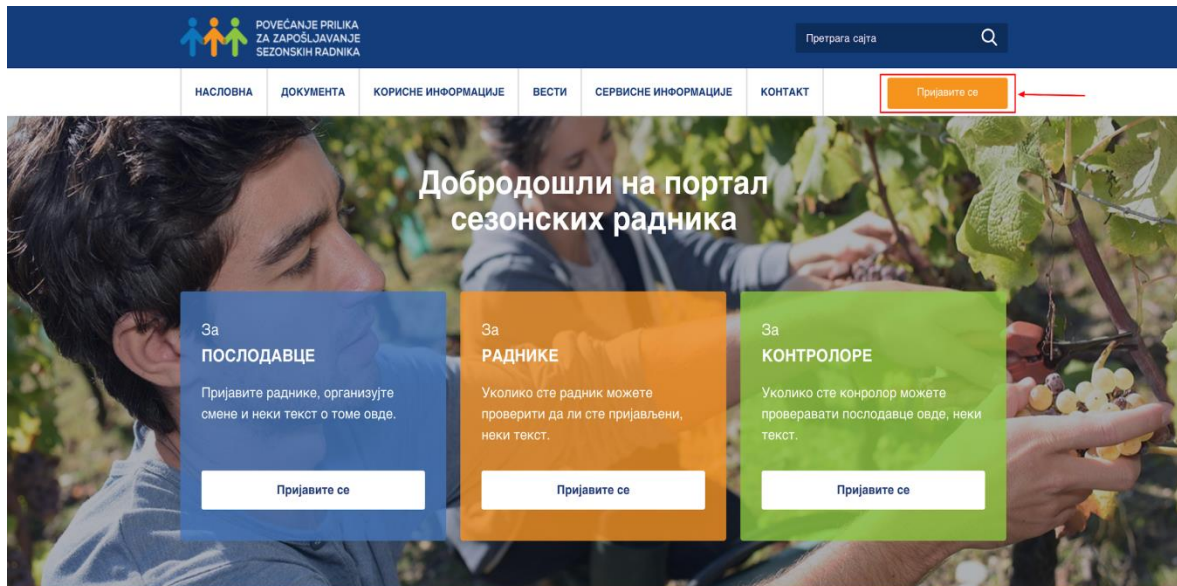 POVEĆANJE PRILIKA
ZA ZAPOŠLJAVANJE
SEZONSKIH RADNIKA
Претрага сајта
НАСЛОВНА
ДОКУМЕНТА
КОРИСНЕ ИНФОРМАЦИЈЕ
ВЕСТИ
СЕРВИСНЕ ИНФОРМАЦИЈЕ
КОНТАКТ
Пријавите се
Добродошли на портал
сезонских радника
За
ПОСЛОДАВЦЕ
Пријавите раднике, организујте
смене и неки текст о томе овде.
Пријавите се
За
РАДНИКЕ
Уколико сте радник можете
проверити да ли сте пријављени,
неки текст.
Пријавите се
За
КОНТРОЛОРЕ
Уколико сте конролор можете
проверавати послодавце овде, неки
текст.
Пријавите се